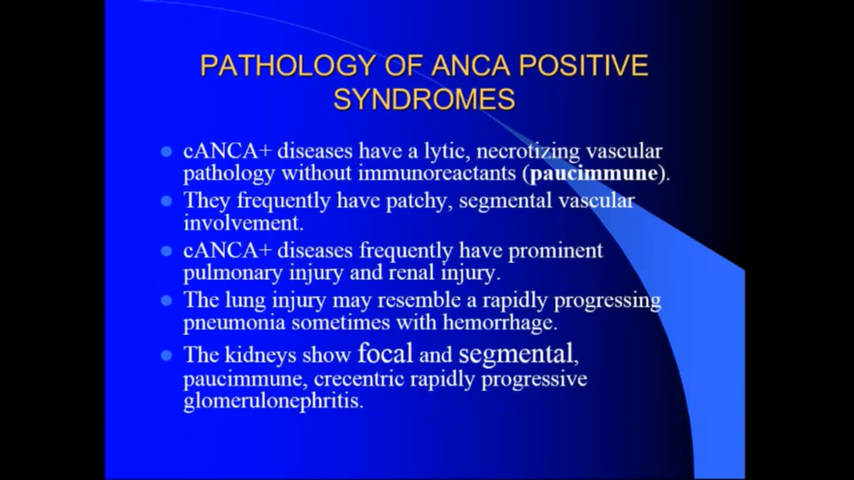 PATHOLOGY OF ANCA POSITIVE
SYNDROMES
cANCA+ diseases have a lytic, necrotizing vascular
pathology without immunoreactants (paucimmune).
They frequently have patchy, segmental vascular
involvement.
cANCA+ diseases frequently have prominent
pulmonary injury and renal injury.
The lung injury may resemble a rapidly progressing
pneumonia sometimes with hemorrhage.
The kidneys show focal and segmental,
paucimmune, crecentric rapidly progressive
glomerulonephritis.